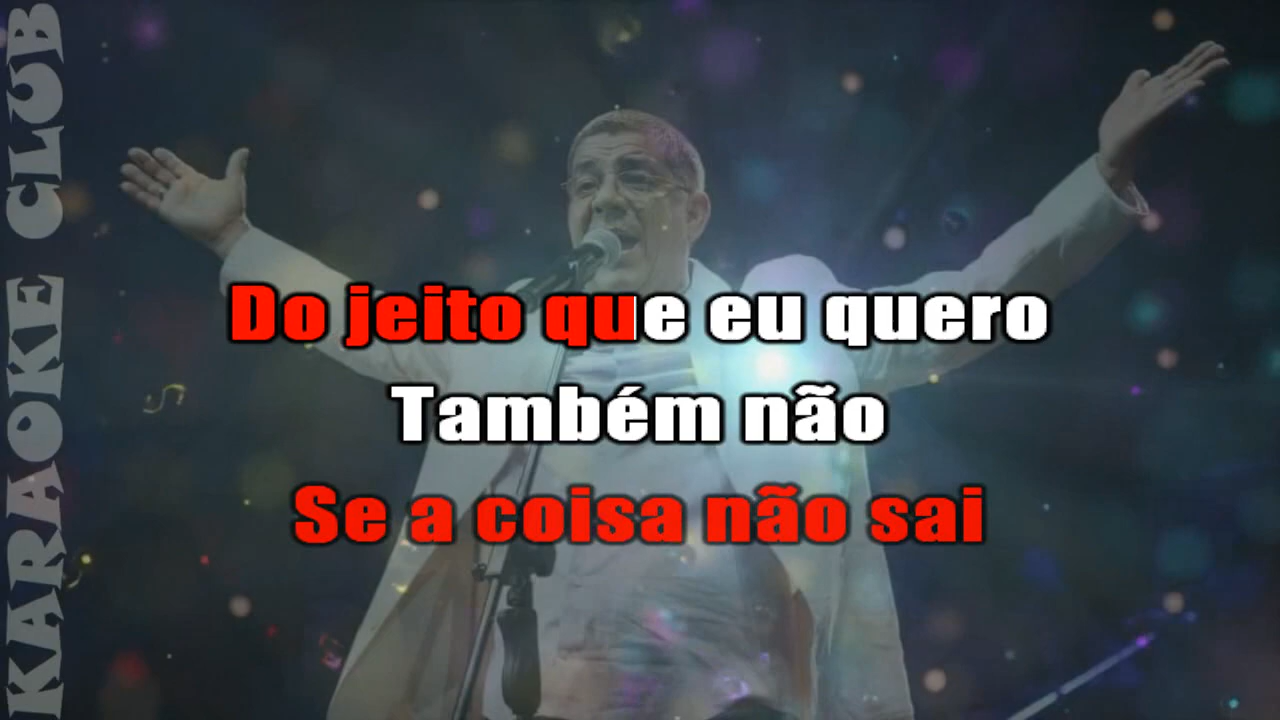 KARAOKE CLUB
Do jeito que eu quero
Também não
Se a coisa não sai